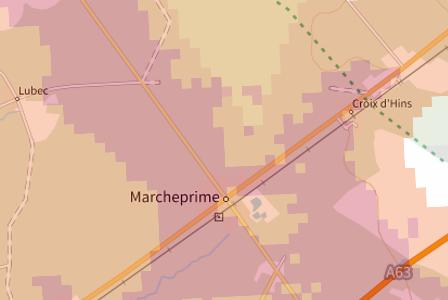 Lubec
Croix d'Hins
Marcheprime
A63